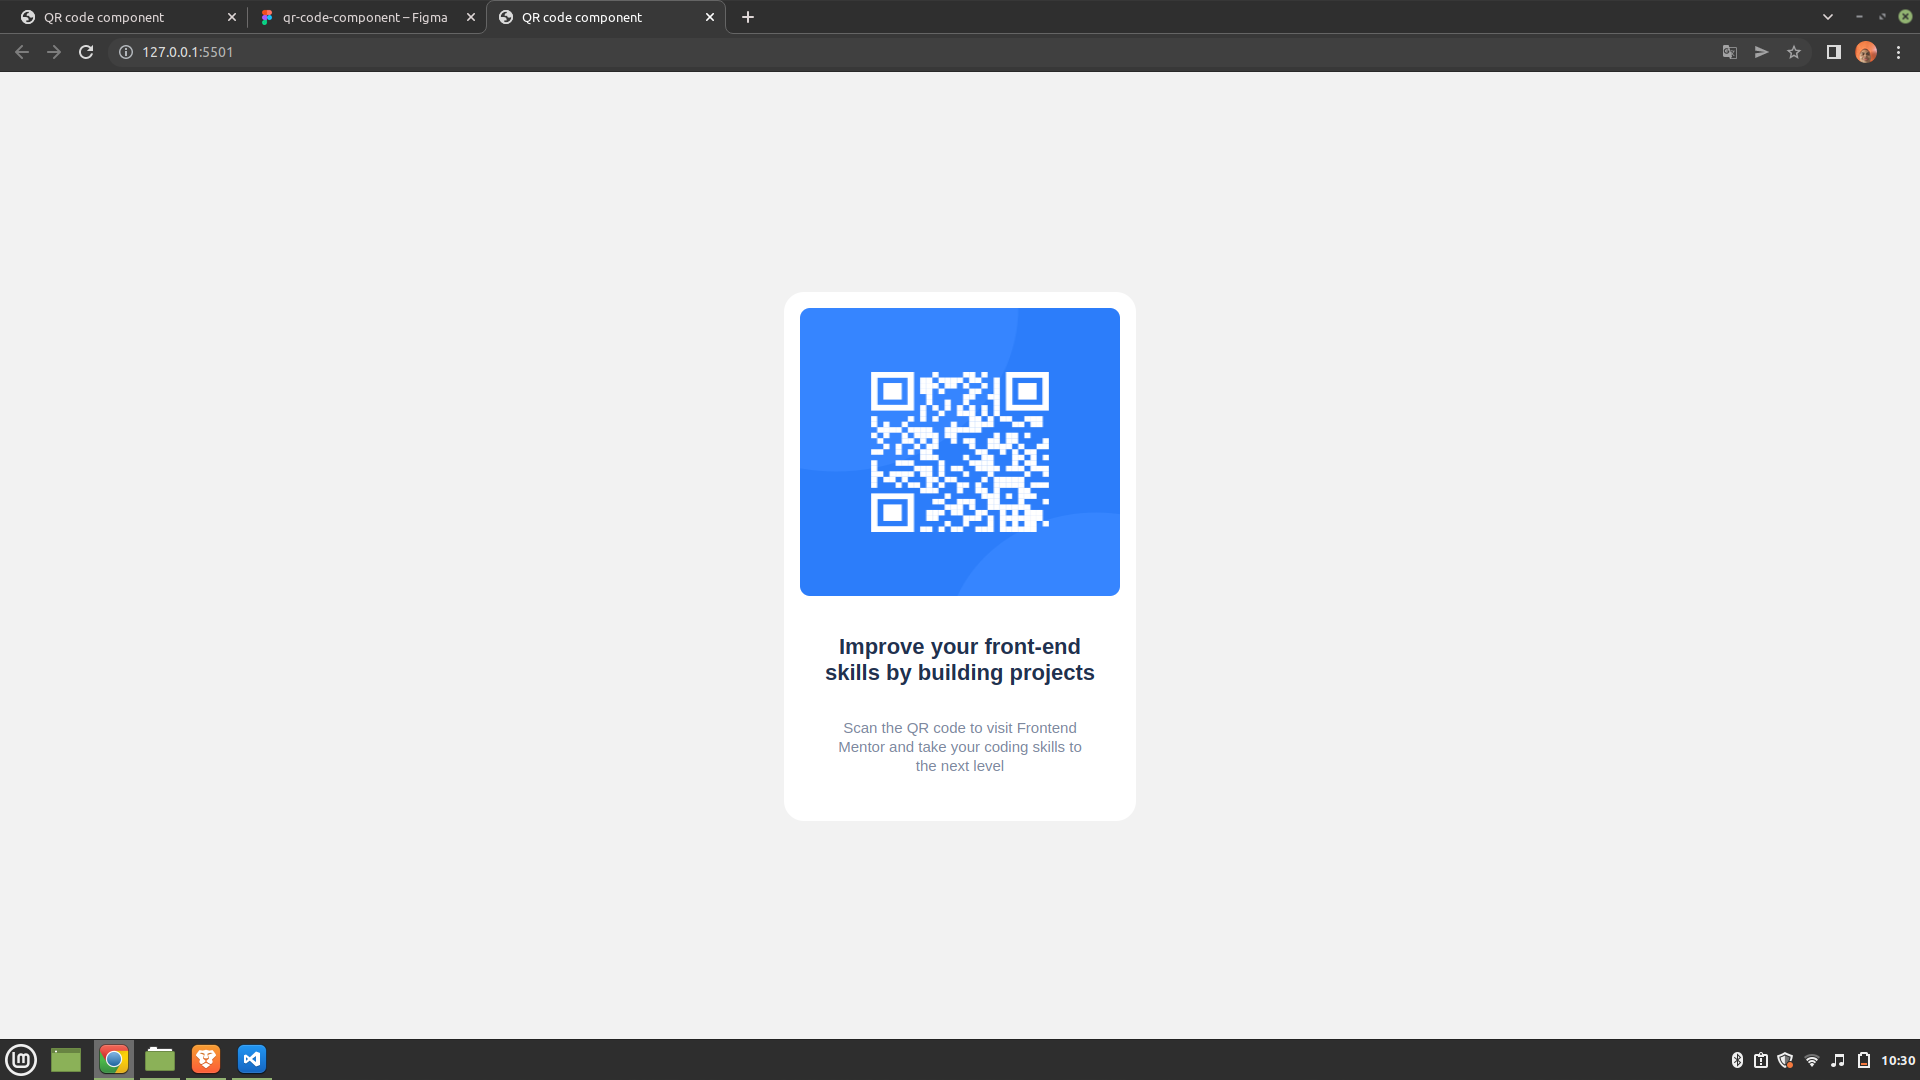 QR code component
qr-code-component – Figma
QR code component
127.0.0.1:5501
Improve your front-end
skills by building projects
Scan the QR code to visit Frontend
Mentor and take your coding skills to
the next level
10:30